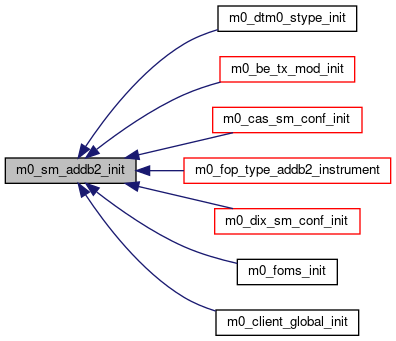 m0_dtm0_stype_init
m0_be_tx_mod_init
m0_cas_sm_conf_init
m0_sm_addb2_init
m0_fop_type_addb2_instrument
m0_dix_sm_conf_init
m0_foms_init
m0_client_global_init